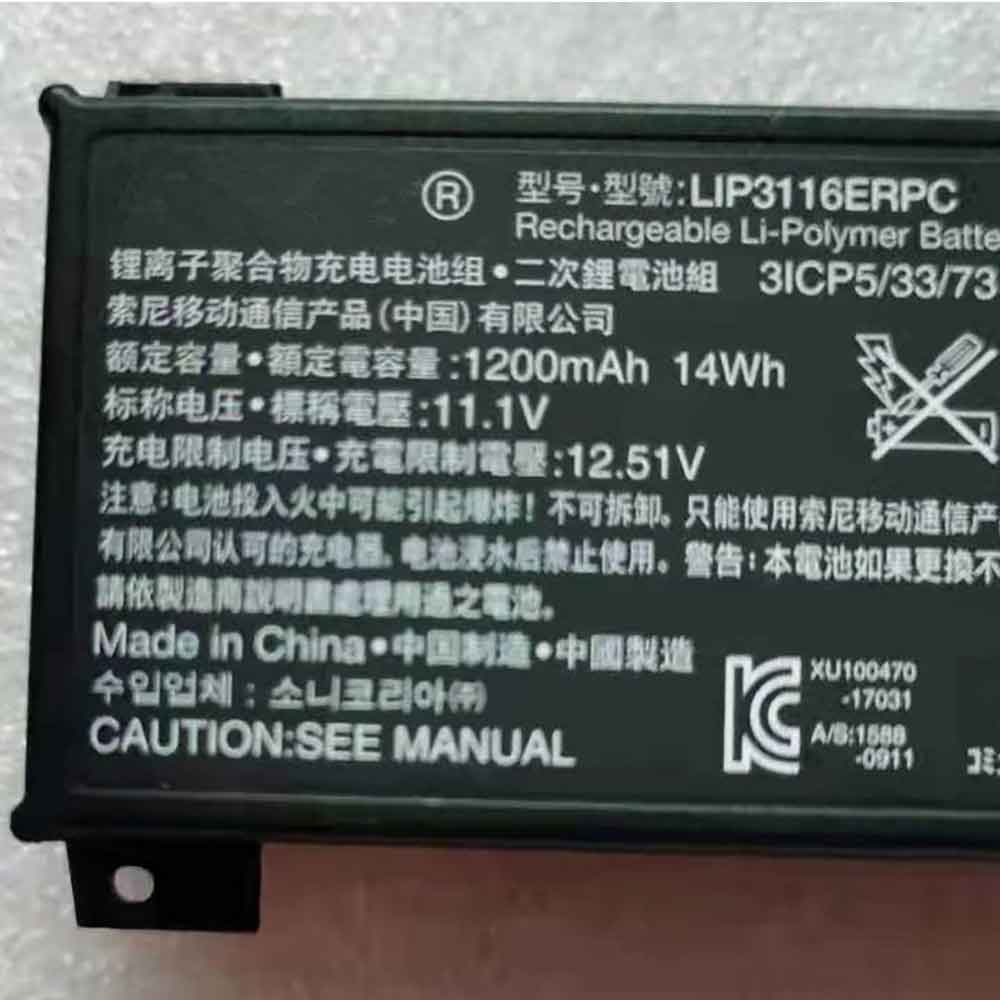 ® 型号·型號:LIP3116ERPC
Rechargeable Li-Polymer Batte
锂离子聚合物充电电池组•二次鋰電池組 3ICP5/33/73
索尼移动通信产品(中国)有限公司
额定容量•額定電容量:1200mAh 14Wh
标称电压•標稱電壓:11.1V
充电限制电压•充電限制電壓:12.51V
注意:电池投入火中可能引起爆炸!不可拆卸。只能使用索尼移动通信产
有限公司认可的充电器。电池浸水后禁止使用。警告:本電池如果更換不
請依製造商說明書處理用過之電池。
Made in China•中国制造•中國製造
수입업체 : 소니코리아㈜
CAUTION:SEE MANUAL
XU100470
-17031
A/S:1588
-0911
コミ